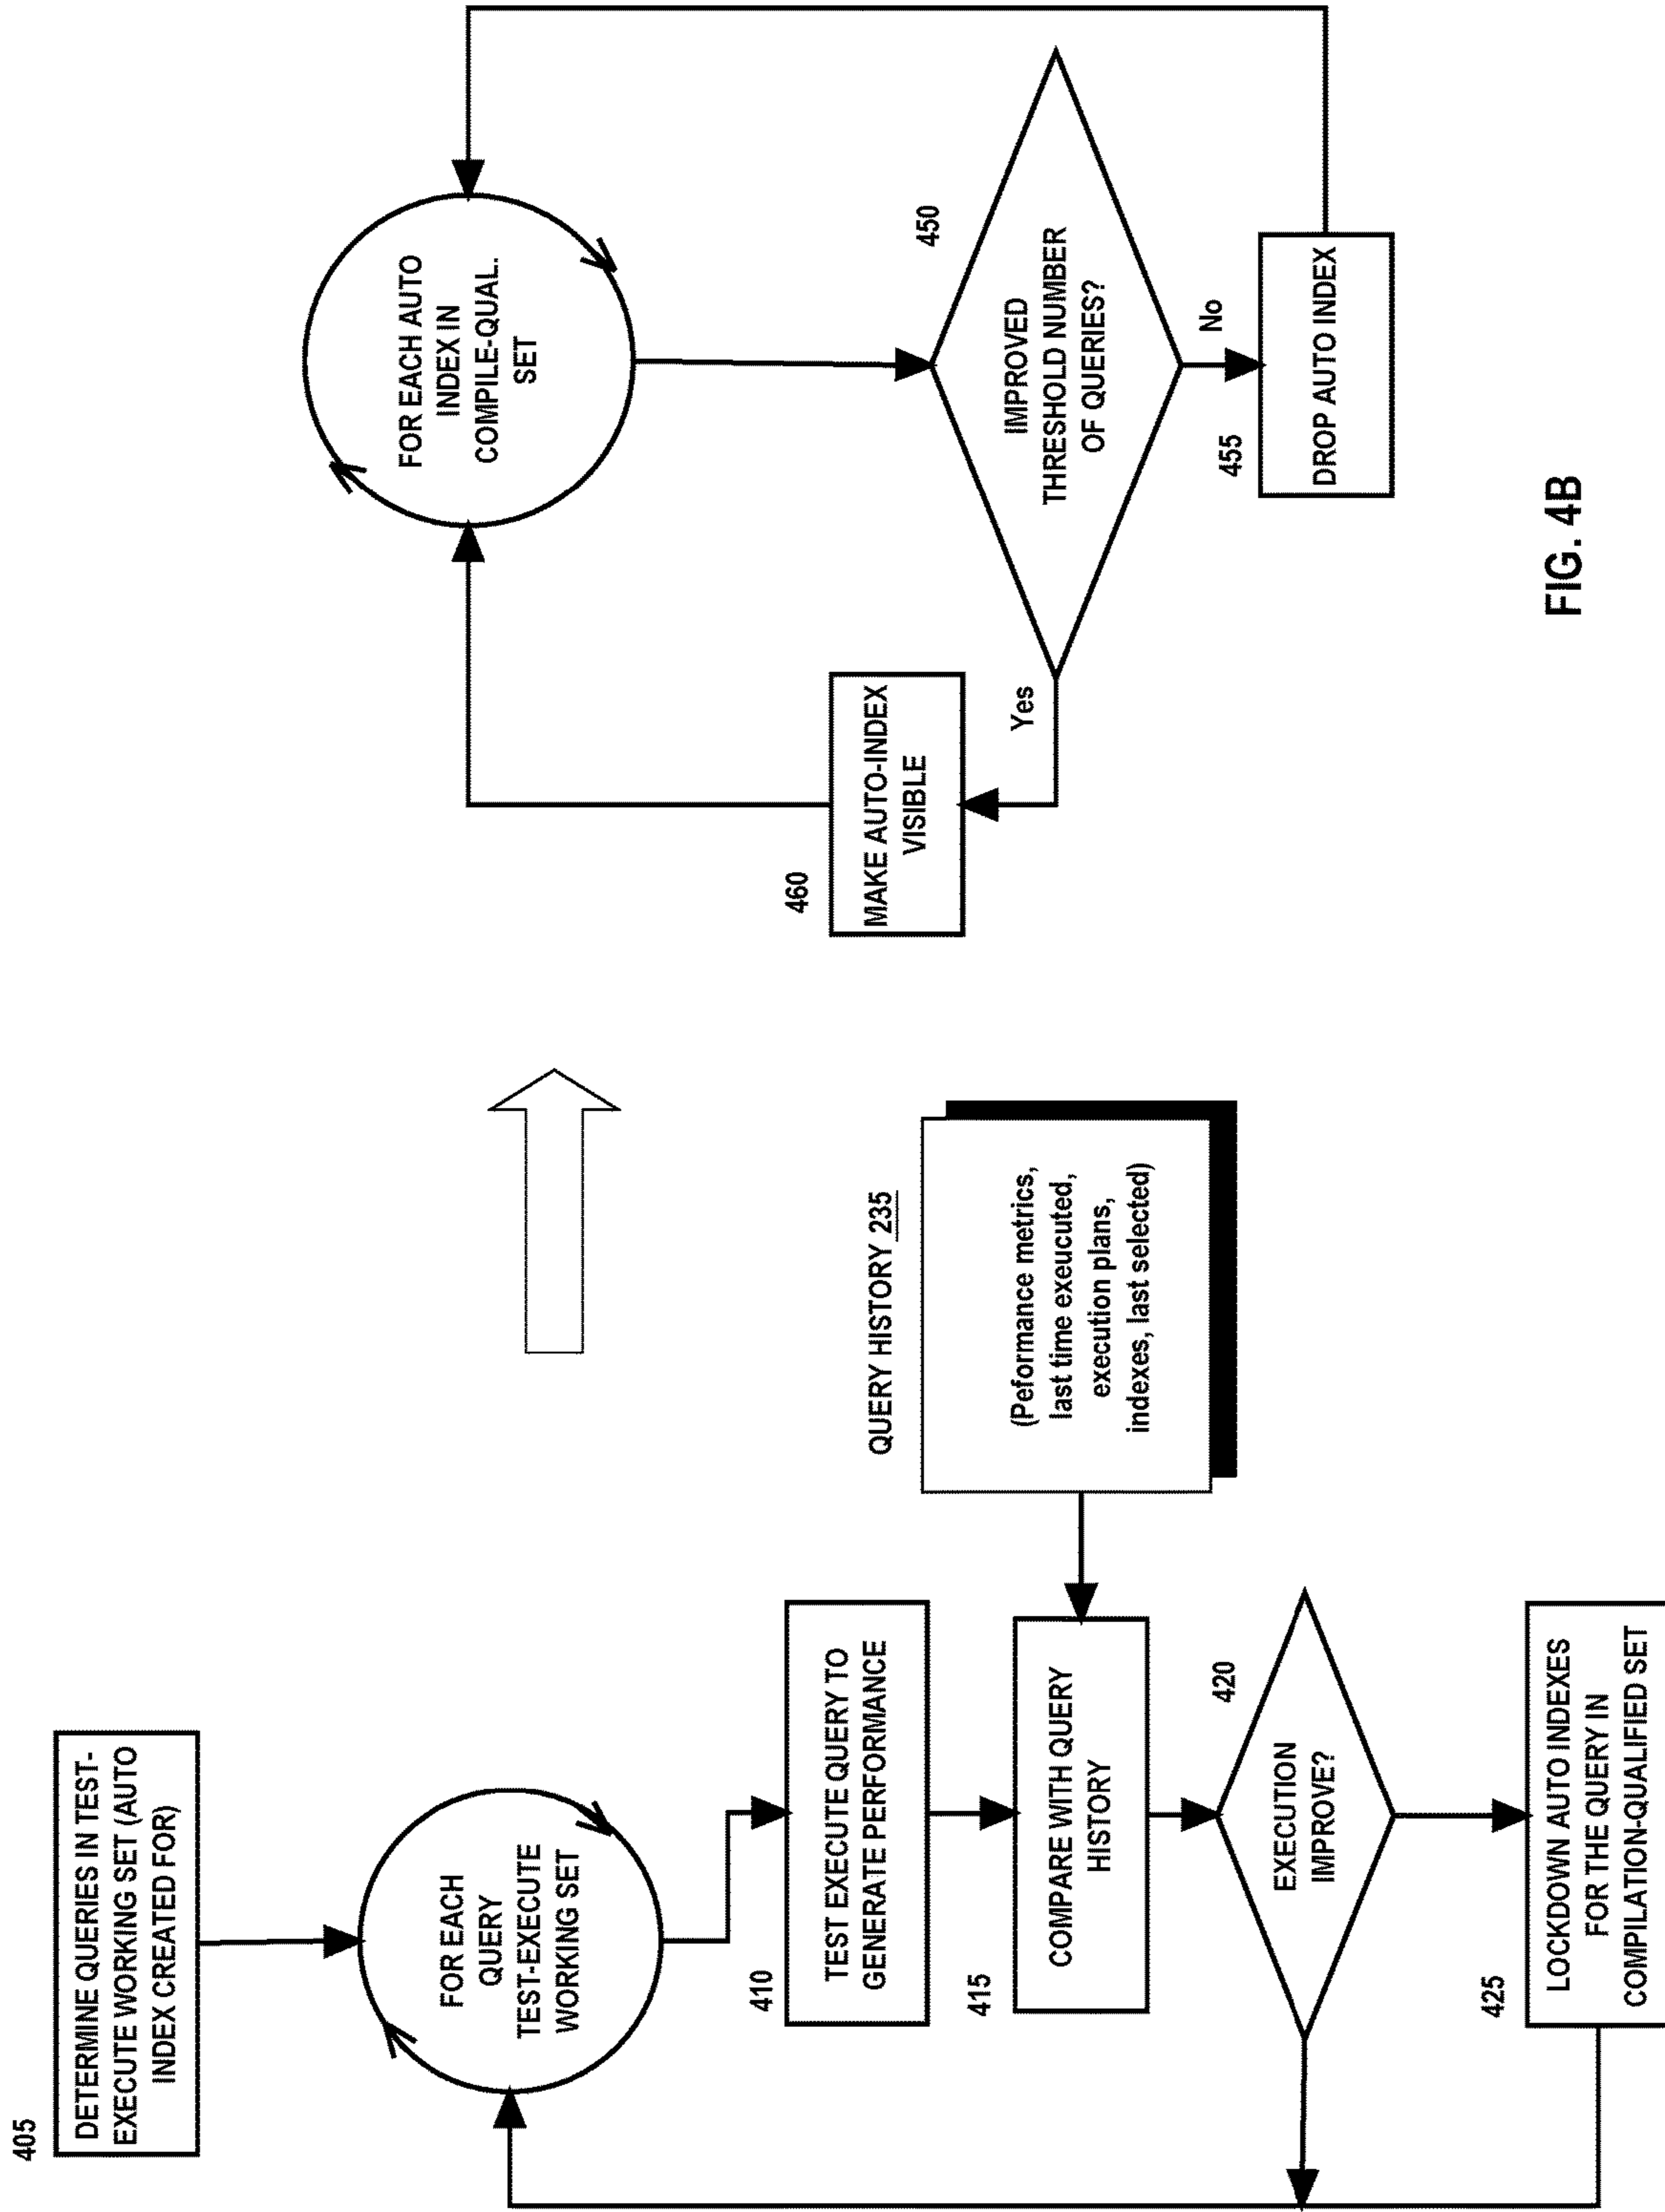 405
DETERMINE QUERIES IN TEST-
EXECUTE WORKING SET (AUTO
INDEX CREATED FOR)
FOR EACH
QUERY
TEST-EXECUTE
WORKING SET
410
TEST EXECUTE QUERY TO
GENERATE PERFORMANCE
415
COMPARE WITH QUERY
HISTORY
QUERY HISTORY 235
(Peformance metrics,
last time exeucuted,
execution plans,
indexes, last selected)
420
EXECUTION
IMPROVE?
425
LOCKDOWN AUTO INDEXES
FOR THE QUERY IN
COMPILATION-QUALIFIED SET
FOR EACH AUTO
INDEX IN
COMPILE-QUAL.
SET
460
MAKE AUTO-INDEX
VISIBLE
Yes
450
IMPROVED
THRESHOLD NUMBER
OF QUERIES?
No
455
DROP AUTO INDEX
FIG. 4B